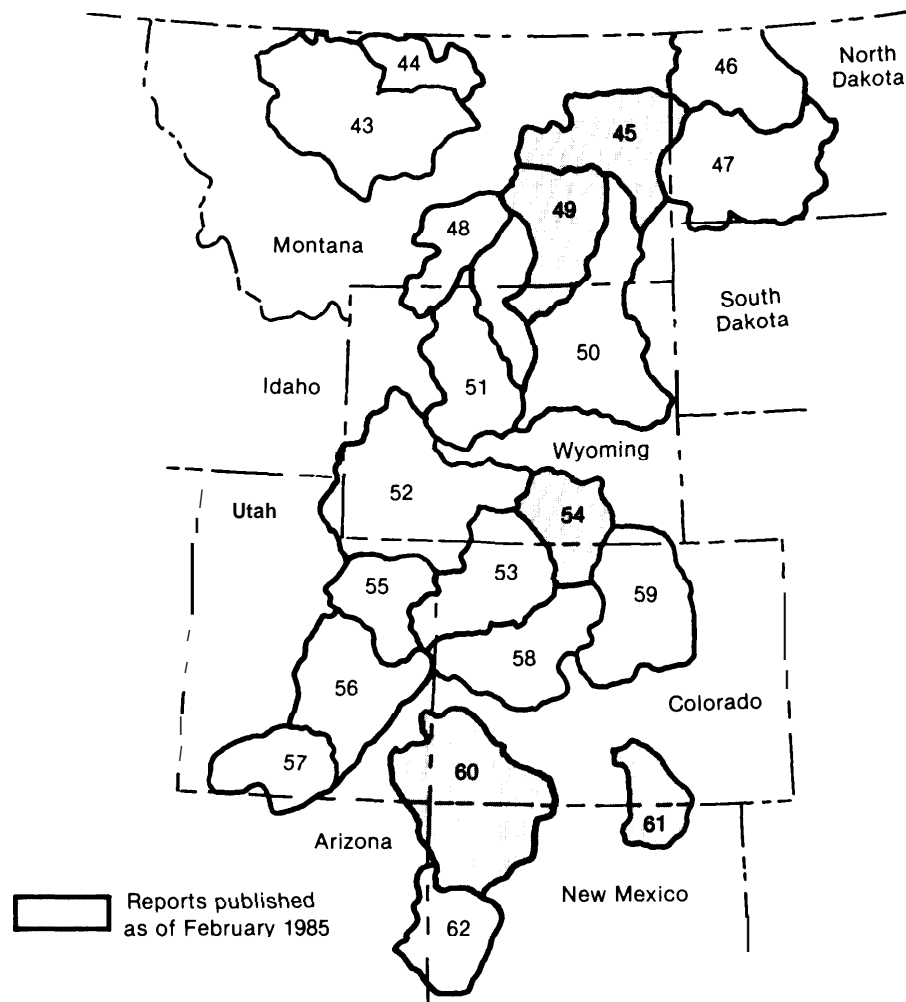 44
46
North
Dakota
43
45
47
49
48
Montana
South
Dakota
50
Idaho
51
Wyoming
52
Utah
54
53
55
59
58
56
Colorado
57
60
61
Arizona
New Mexico
Reports published
as of February 1985
62